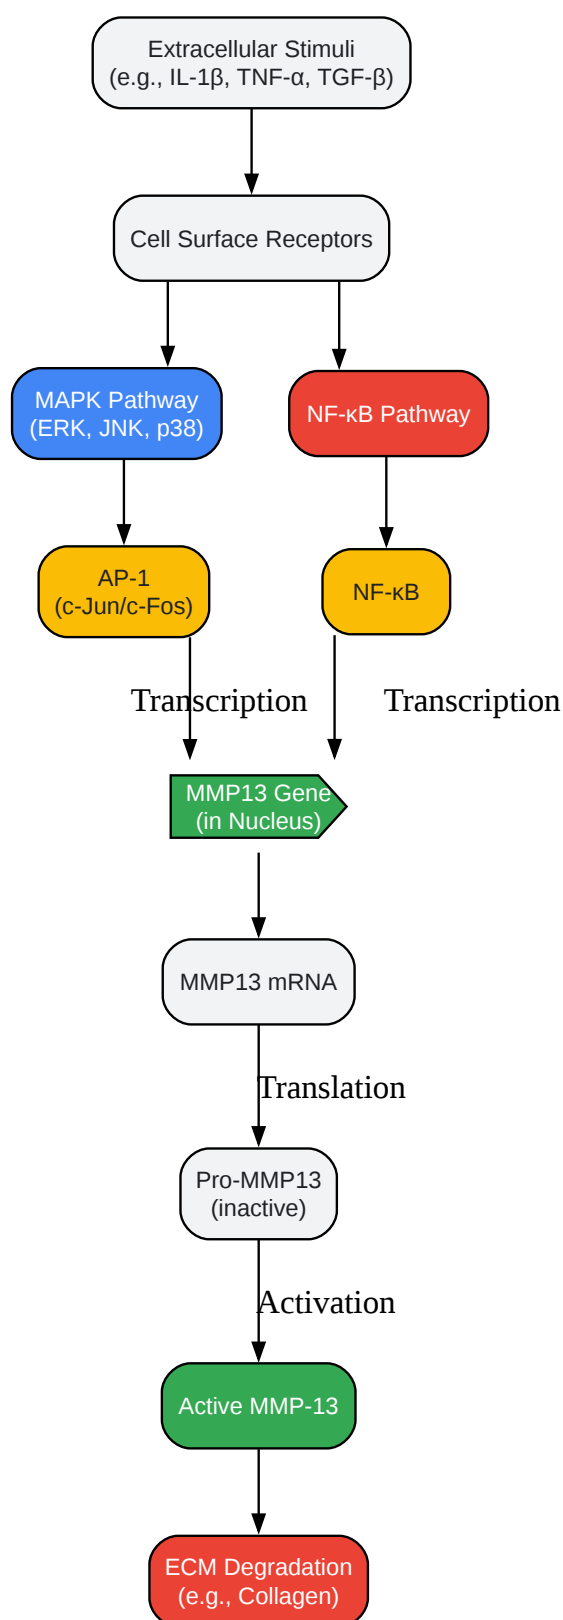 Extracellular Stimuli
(e.g., IL-1β, TNF-α, TGF-β)
Cell Surface Receptors
MAPK Pathway
(ERK, JNK, p38)
NF-κB Pathway
AP-1
(c-Jun/c-Fos)
NF-κB
Transcription
Transcription
MMP13 Gene
(in Nucleus)
MMP13 mRNA
Translation
Pro-MMP13
(inactive)
Activation
Active MMP-13
ECM Degradation
(e.g., Collagen)